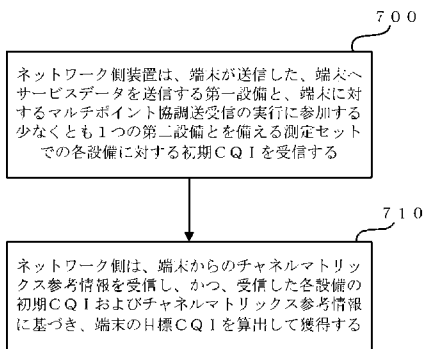 ７００
ネットワーク側装置は、端末が送信した、端末へ
サービスデータを送信する第一設備と、端末に対
するマルチポイント協調送受信の実行に参加する
少なくとも１つの第二設備とを備える測定セット
での各設備に対する初期ＣＱＩを受信する
７１０
ネットワーク側は、端末からのチャネルマトリッ
クス参考情報を受信し、かつ、受信した各設備の
初期ＣＱＩおよびチャネルマトリックス参考情報
に基づき、端末の目標ＣＱＩを算出して獲得する